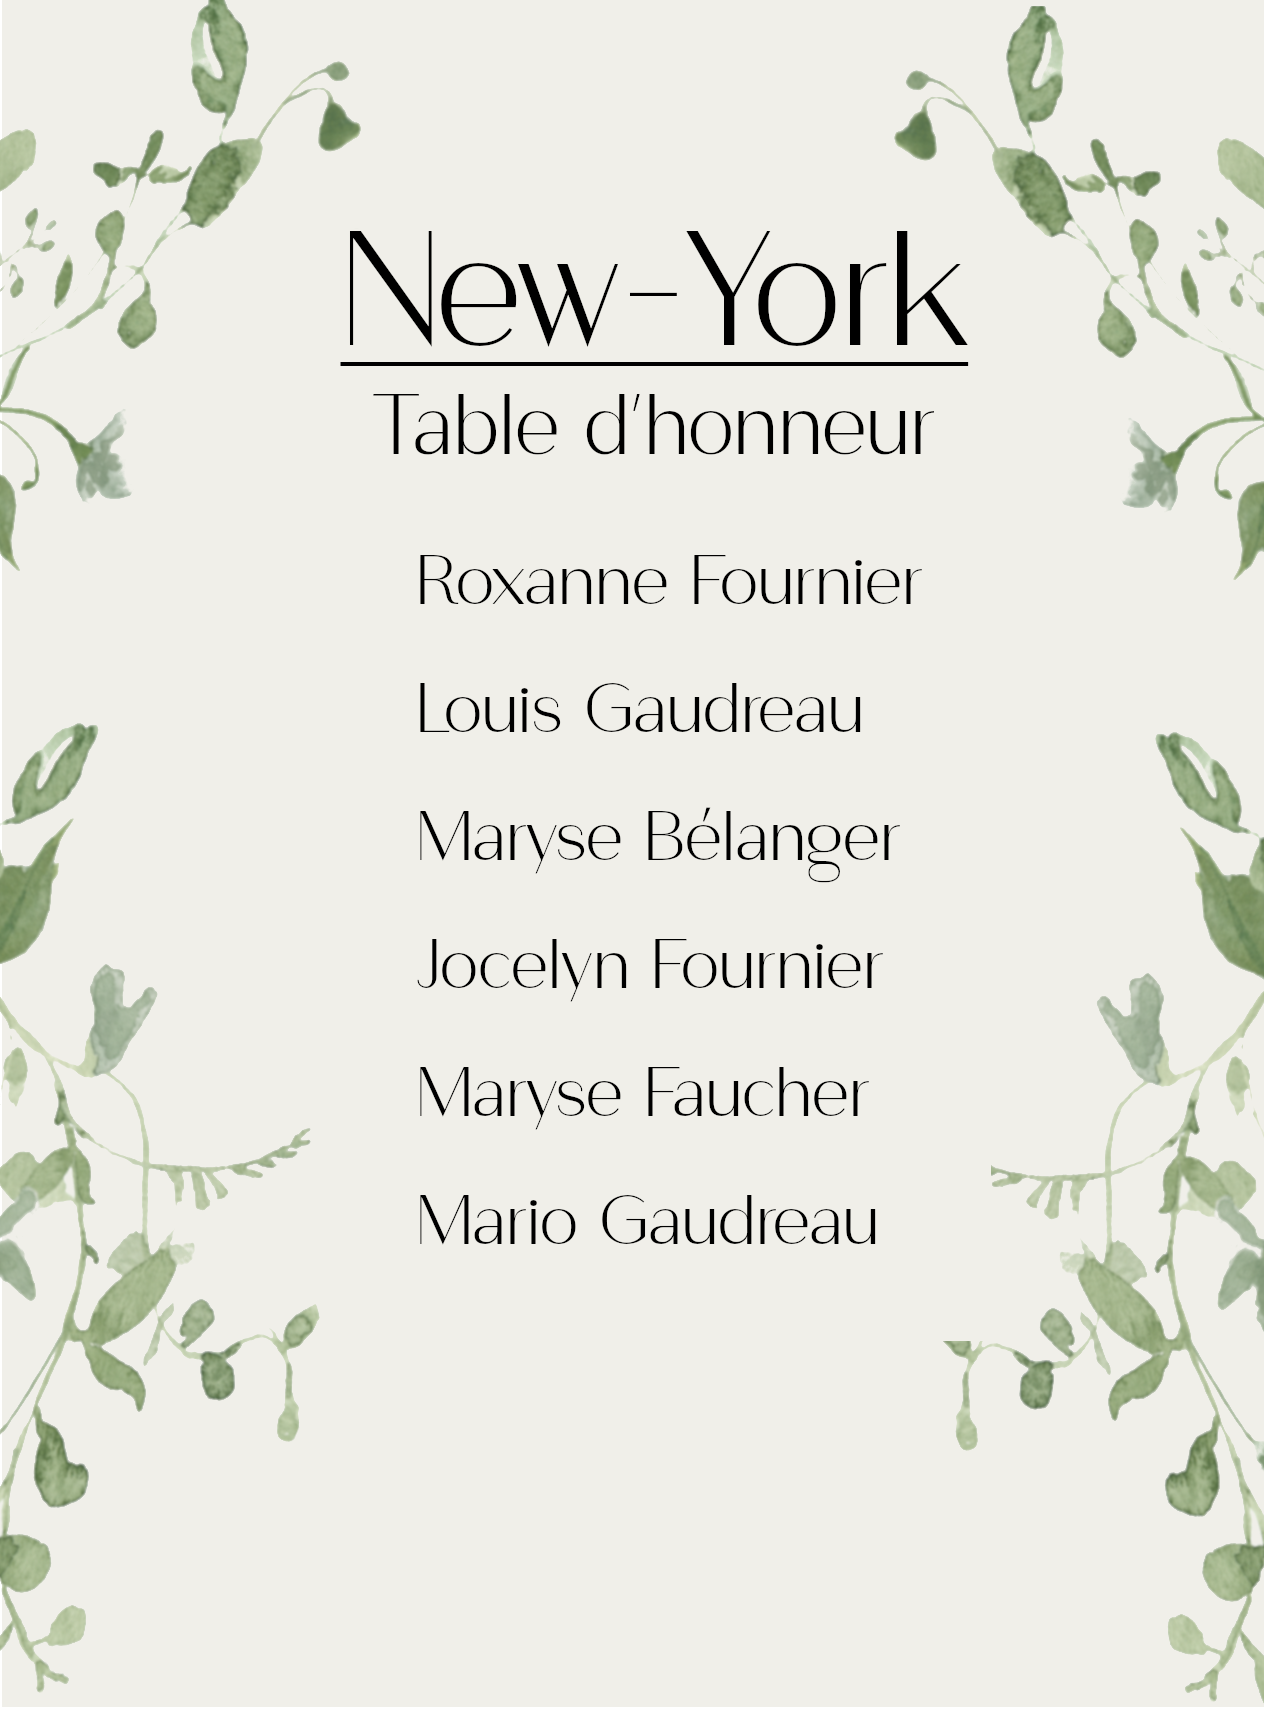 New-York
Table d'honneur
Roxanne Fournier
Louis Gaudreau
Maryse Bélanger
Jocelyn Fournier
Maryse Faucher
Mario Gaudreau